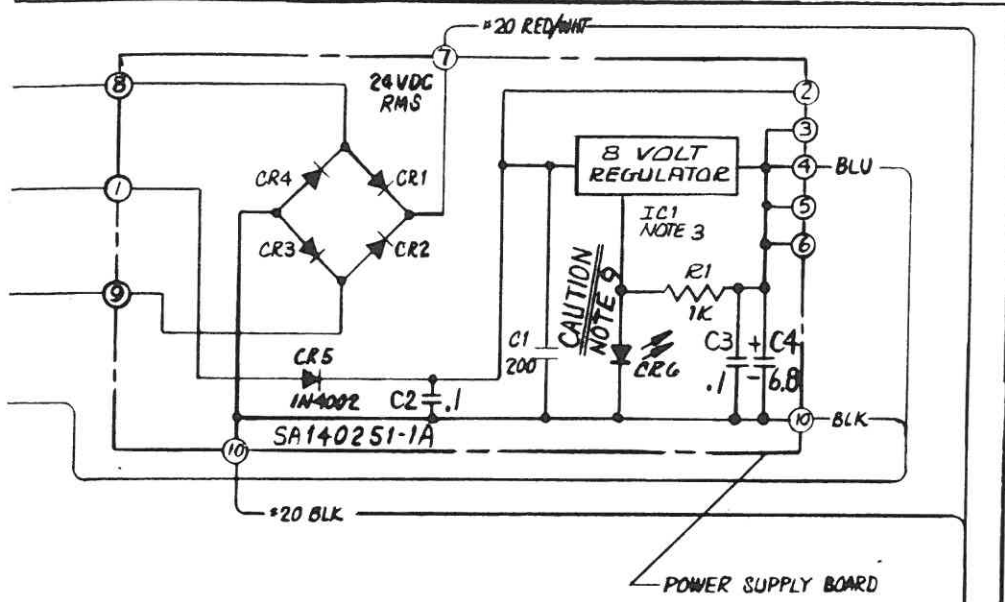 #20 RED/WHT
7
8
24VDC
RMS
2
3
8 VOLT
REGULATOR
4
BLU
CR4
CR1
1
IC1
NOTE 3
5
CR3
CR2
6
CAUTION
NOTE 9
R1
1K
9
C1
200
C3
.1
+ C4
- 6.8
CR5
1N4002
CR6
C2 .1
10
BLK
SA140251-1A
10
#20 BLK
POWER SUPPLY BOARD